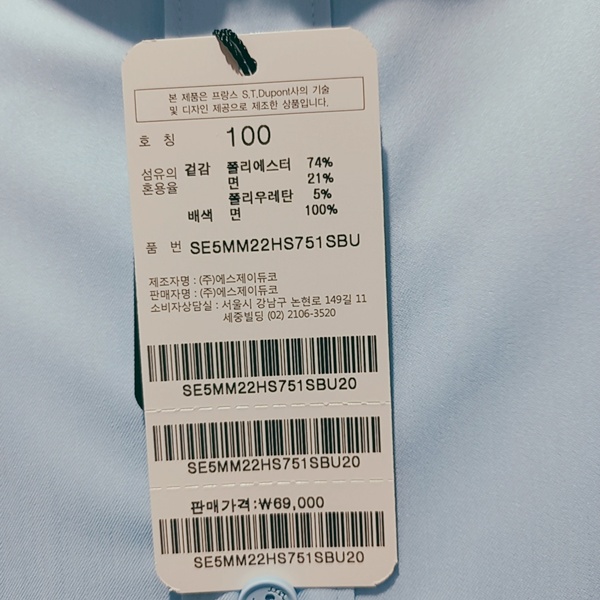 본 제품은 프랑스 S.T.Dupont사의 기술
및 디자인 제공으로 제조한 상품입니다.
호 칭 100
섬유의 혼용율 겉감 폴리에스터 74%
면 21%
폴리우레탄 5%
배색 면 100%
품 번 SE5MM22HS751SBU
제조자명 : (주)에스제이듀코
판매자명 : (주)에스제이듀코
소비자상담실 : 서울시 강남구 논현로 149길 11
세중빌딩 (02) 2106-3520
SE5MM22HS751SBU20
SE5MM22HS751SBU20
판매가격:₩69,000
SE5MM22HS751SBU20